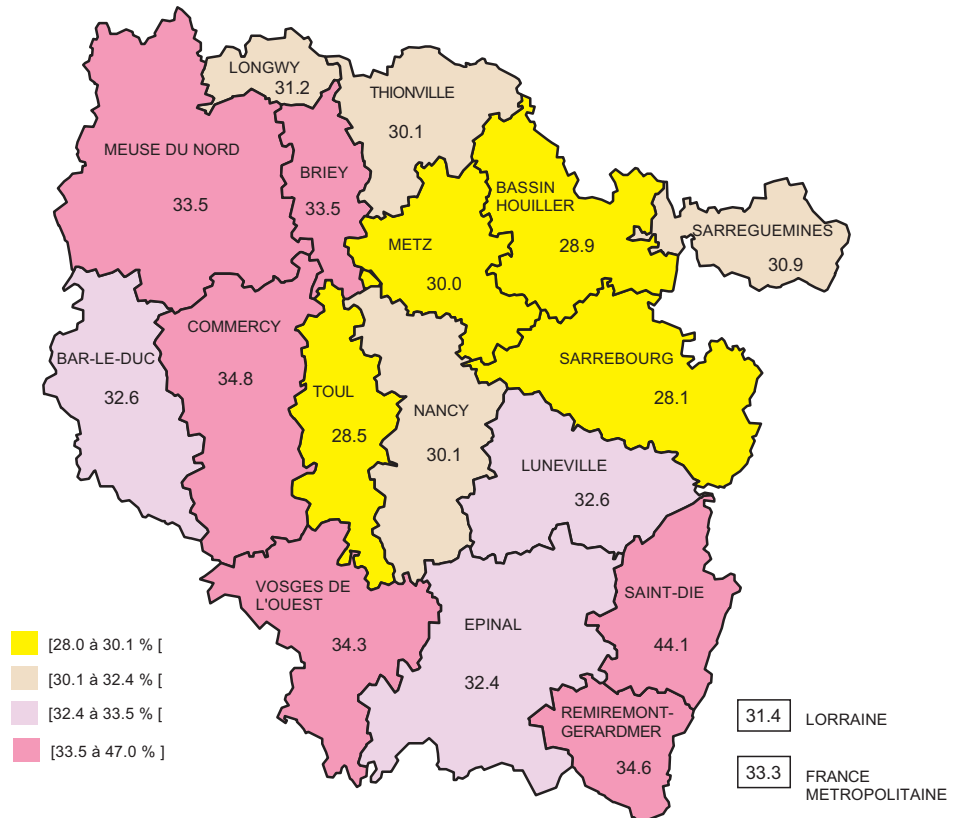 LONGWY
31.2
THIONVILLE
30.1
MEUSE DU NORD
33.5
BRIEY
33.5
BASSIN
HOUILLER
28.9
METZ
30.0
SARREGUEMINES
30.9
COMMERCY
34.8
BAR-LE-DUC
32.6
TOUL
28.5
NANCY
30.1
SARREBOURG
28.1
LUNEVILLE
32.6
VOSGES DE
L'OUEST
34.3
EPINAL
32.4
SAINT-DIE
44.1
REMIREMONT-
GERARDMER
34.6
[28.0 à 30.1 % [
[30.1 à 32.4 % [
[32.4 à 33.5 % [
[33.5 à 47.0 % ]
31.4 LORRAINE
33.3 FRANCE
METROPOLITAINE